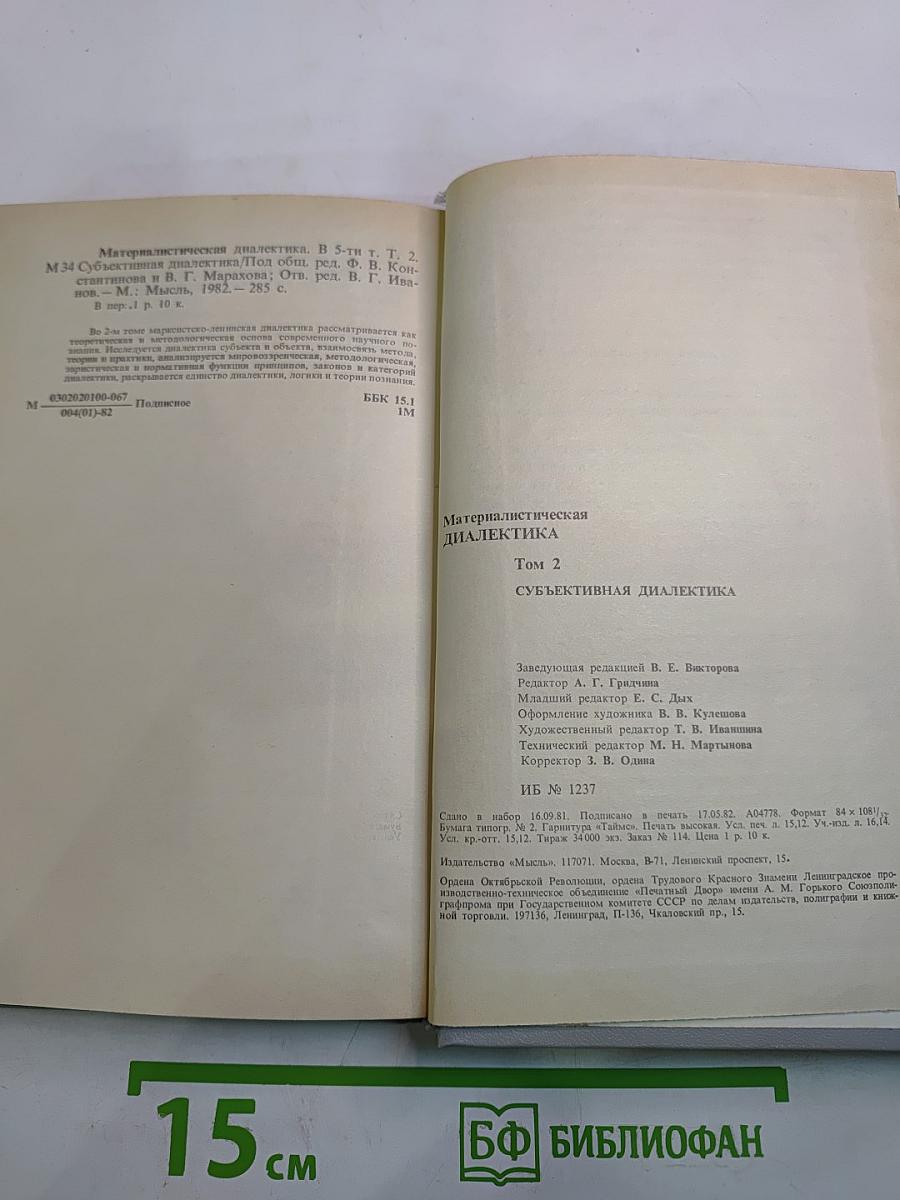 Материалистическая диалектика. В 5-ти т. Т. 2.
М34 Субъективная диалектика/Под общ. ред. Ф. В. Кон-
стантинова и В. Г. Марахова; Отв. ред. В. Г. Ива-
нов.— М.: Мысль, 1982.— 285 с.
В пер.: 1 р. 10 к.
Во 2-м томе марксистско-ленинская диалектика рассматривается как
теоретическая и методологическая основа современного научного по-
знания. Исследуется диалектика субъекта и объекта, взаимосвязь метода,
теории и практики, анализируется мировоззренческая, методологическая,
эвристическая и нормативная функции принципов, законов и категорий
диалектики, раскрывается единство диалектики, логики и теории познания.
М 0302020100-067 Подписное
004(01)-82
ББК 15.1
1М
Материалистическая
ДИАЛЕКТИКА
Том 2
СУБЪЕКТИВНАЯ ДИАЛЕКТИКА
Заведующая редакцией В. Е. Викторова
Редактор А. Г. Гридчина
Младший редактор Е. С. Дых
Оформление художника В. В. Кулешова
Художественный редактор Т. В. Иваншина
Технический редактор М. Н. Мартынова
Корректор З. В. Одина
ИБ № 1237
Сдано в набор 16.09.81. Подписано в печать 17.05.82. А04778. Формат 84×108 1/32.
Бумага типогр. № 2. Гарнитура «Таймс». Печать высокая. Усл. печ. л. 15,12. Уч.-изд. л. 16,14.
Усл. кр.-отт. 15,12. Тираж 34000 экз. Заказ № 114. Цена 1 р. 10 к.
Издательство «Мысль». 117071. Москва, В-71, Ленинский проспект, 15.
Ордена Октябрьской Революции, ордена Трудового Красного Знамени Ленинградское про-
изводственно-техническое объединение «Печатный Двор» имени А. М. Горького Союзполи-
графпрома при Государственном комитете СССР по делам издательств, полиграфии и книж-
ной торговли. 197136, Ленинград, П-136, Чкаловский пр., 15.
15 см
БФ БИБЛИОФАН